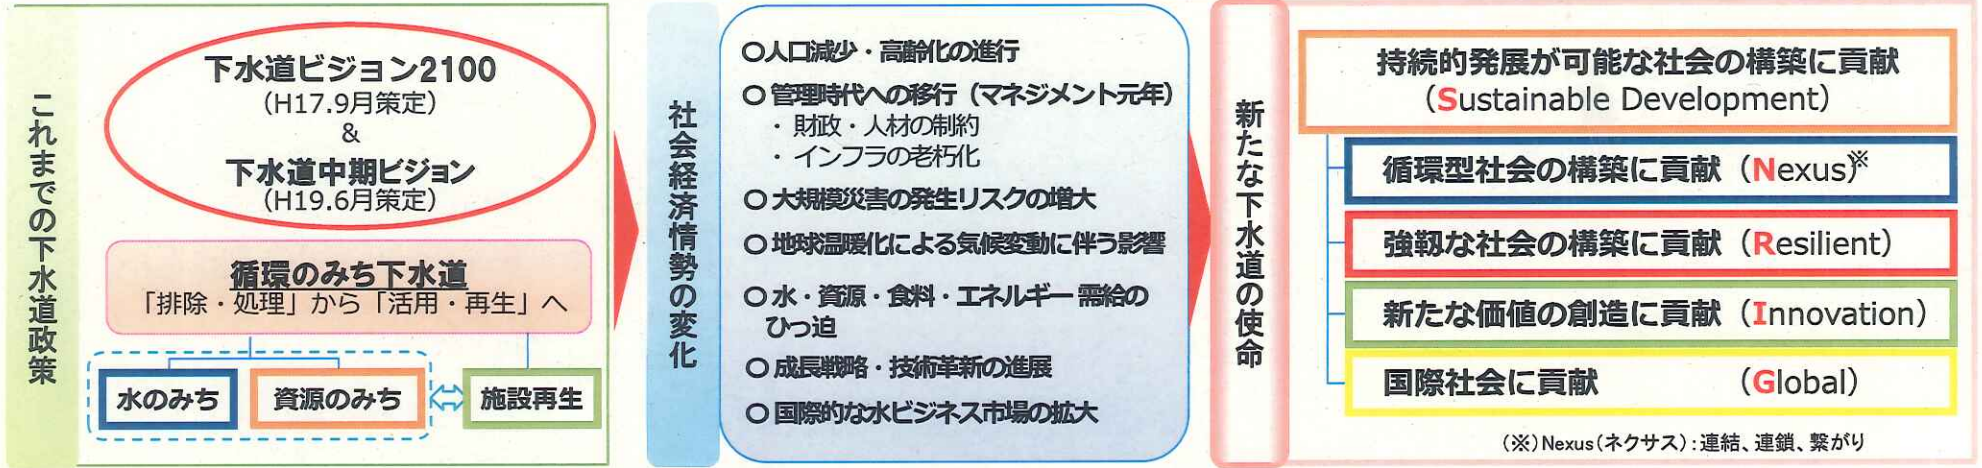 これまでの下水道政策
下水道ビジョン2100
(H17.9月策定)
&
下水道中期ビジョン
(H19.6月策定)
循環のみち下水道
「排除・処理」から「活用・再生」へ
水のみち
資源のみち
施設再生
社会経済情勢の変化
○人口減少・高齢化の進行
○管理時代への移行（マネジメント元年）
・財政・人材の制約
・インフラの老朽化
○大規模災害の発生リスクの増大
○地球温暖化による気候変動に伴う影響
○水・資源・食料・エネルギー需給の
ひっ迫
○成長戦略・技術革新の進展
○国際的な水ビジネス市場の拡大
新たな下水道の使命
持続的発展が可能な社会の構築に貢献
（Sustainable Development）
循環型社会の構築に貢献（Nexus)※
強靱な社会の構築に貢献（Resilient）
新たな価値の創造に貢献（Innovation）
国際社会に貢献（Global）
(※)Nexus(ネクサス):連結、連鎖、繋がり